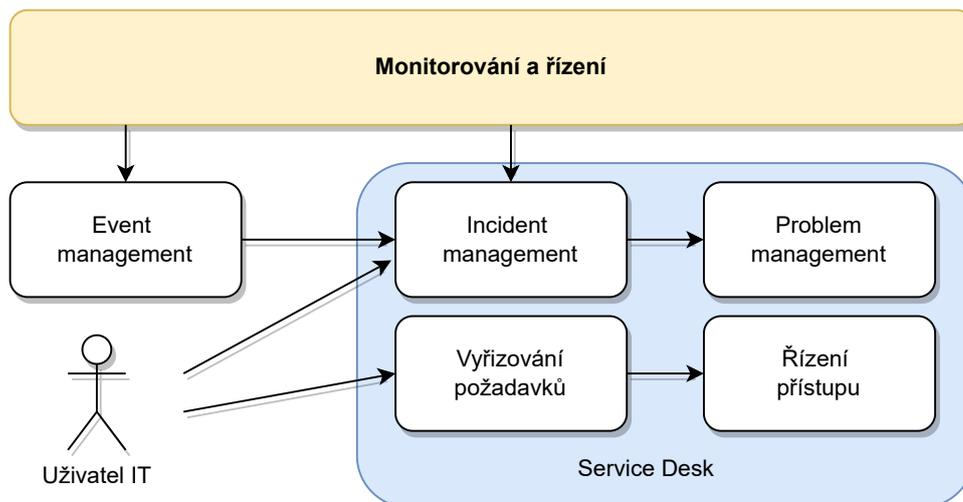 Monitorování a řízení
Event
management
Incident
management
Problem
management
Vyřizování
požadavků
Řízení
přístupu
Uživatel IT
Service Desk